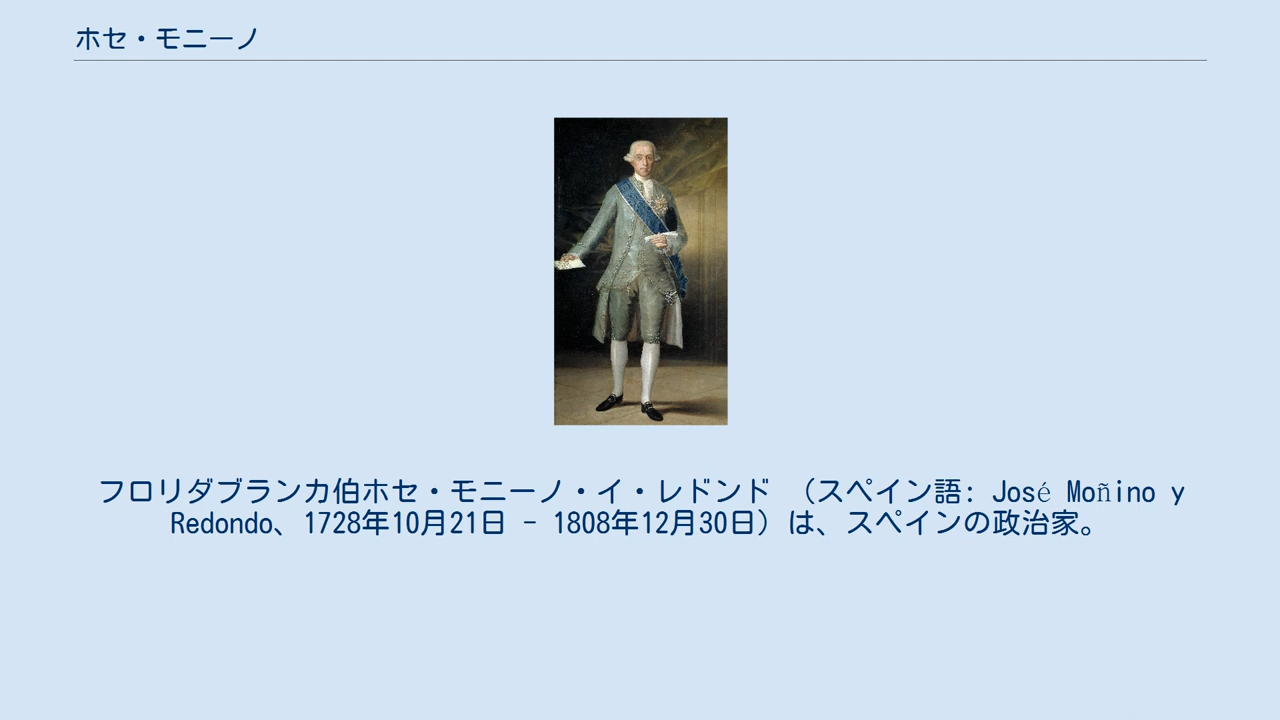 ホセ・モニーノ
フロリダブランカ伯ホセ・モニーノ・イ・レドンド （スペイン語: José Moñino y
Redondo、1728年10月21日 - 1808年12月30日）は、スペインの政治家。